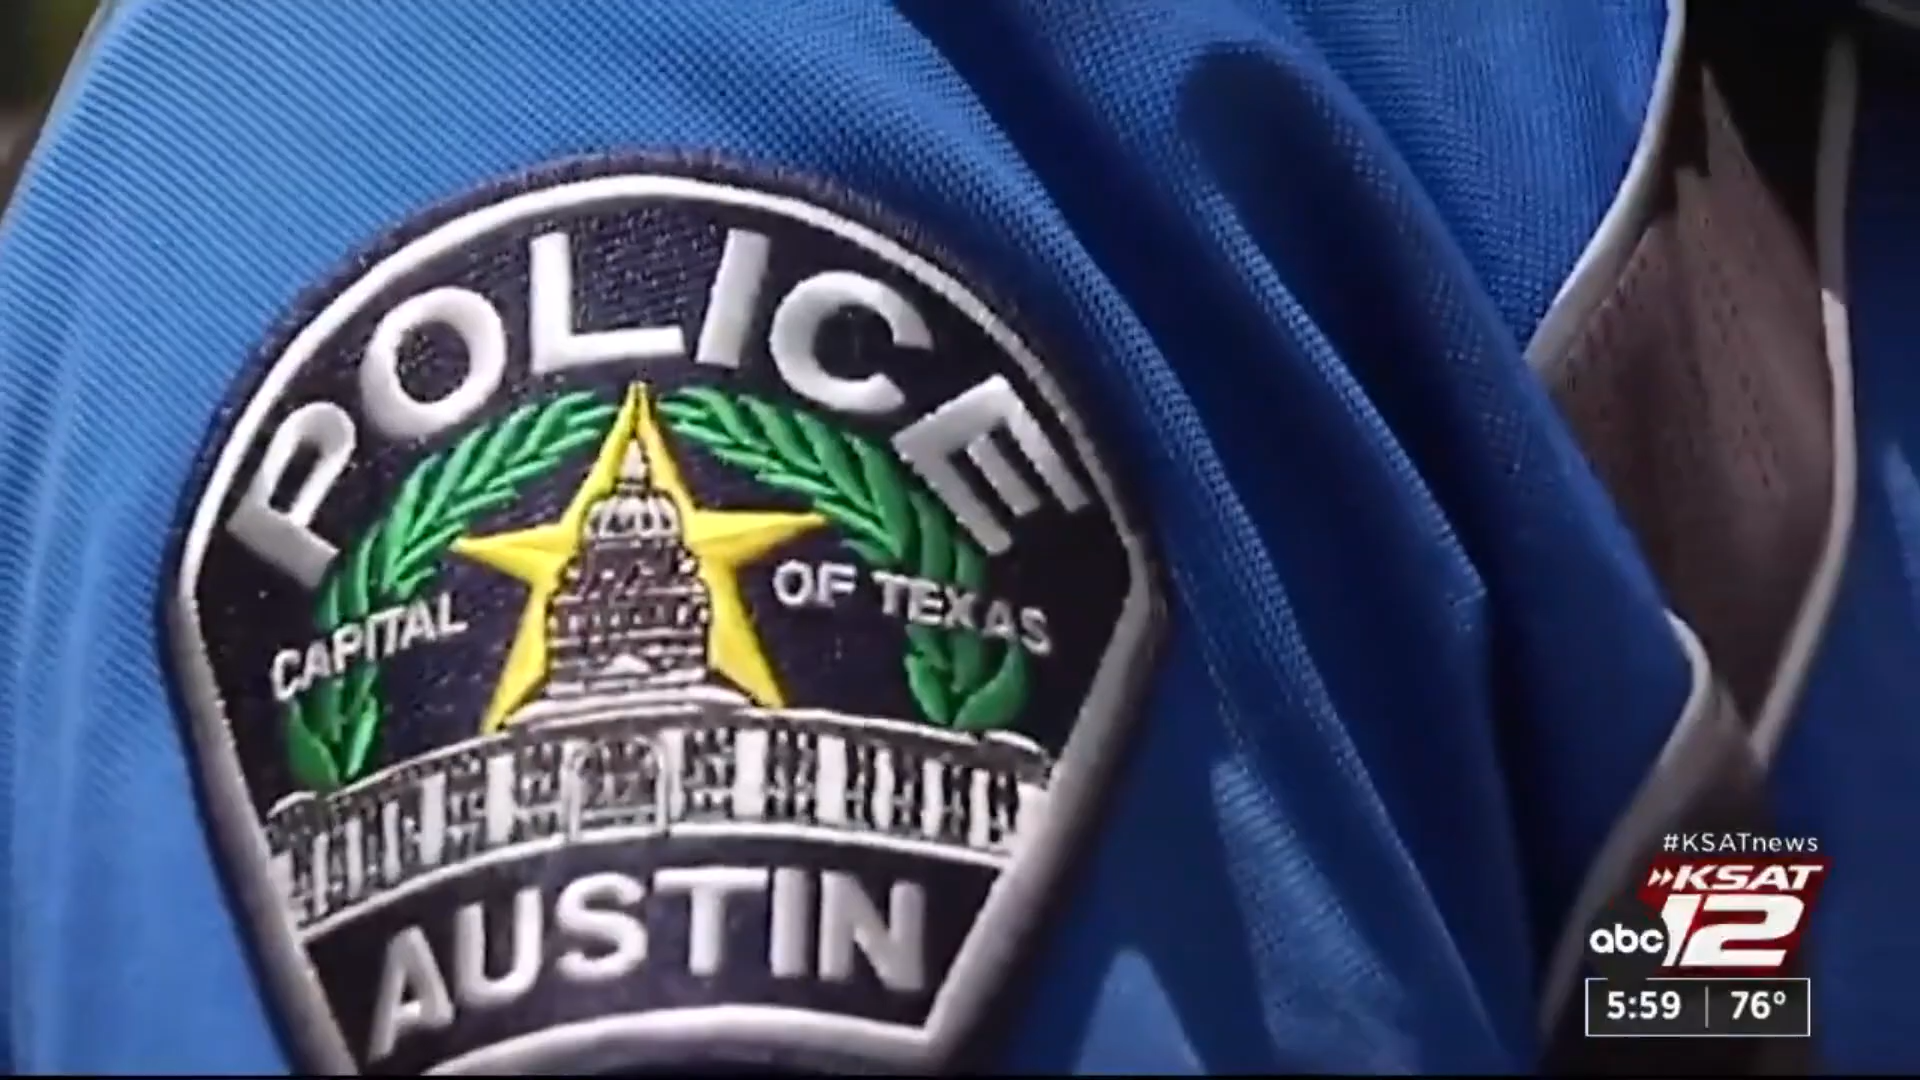 POLICE
CAPITAL OF TEXAS
AUSTIN
#KSATnews
KSAT
abc 12
5:59 76°